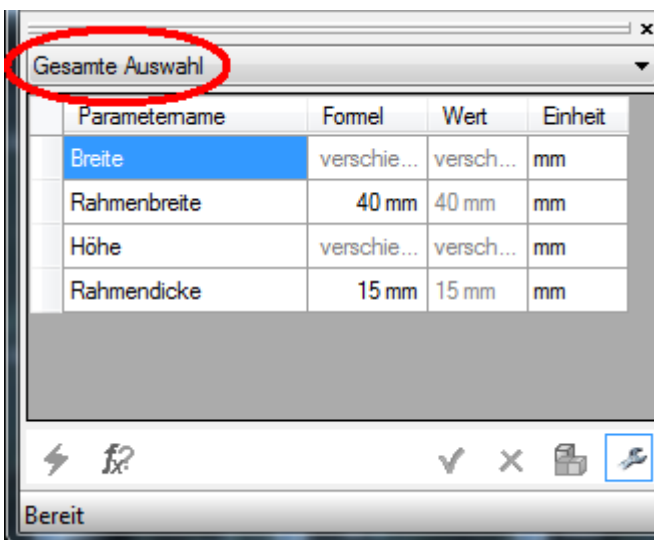 Gesamte Auswahl
Parametername Formel Wert Einheit
Breite verschie... versch... mm
Rahmenbreite 40 mm 40 mm mm
Höhe verschie... versch... mm
Rahmendicke 15 mm 15 mm mm
fx?
Bereit